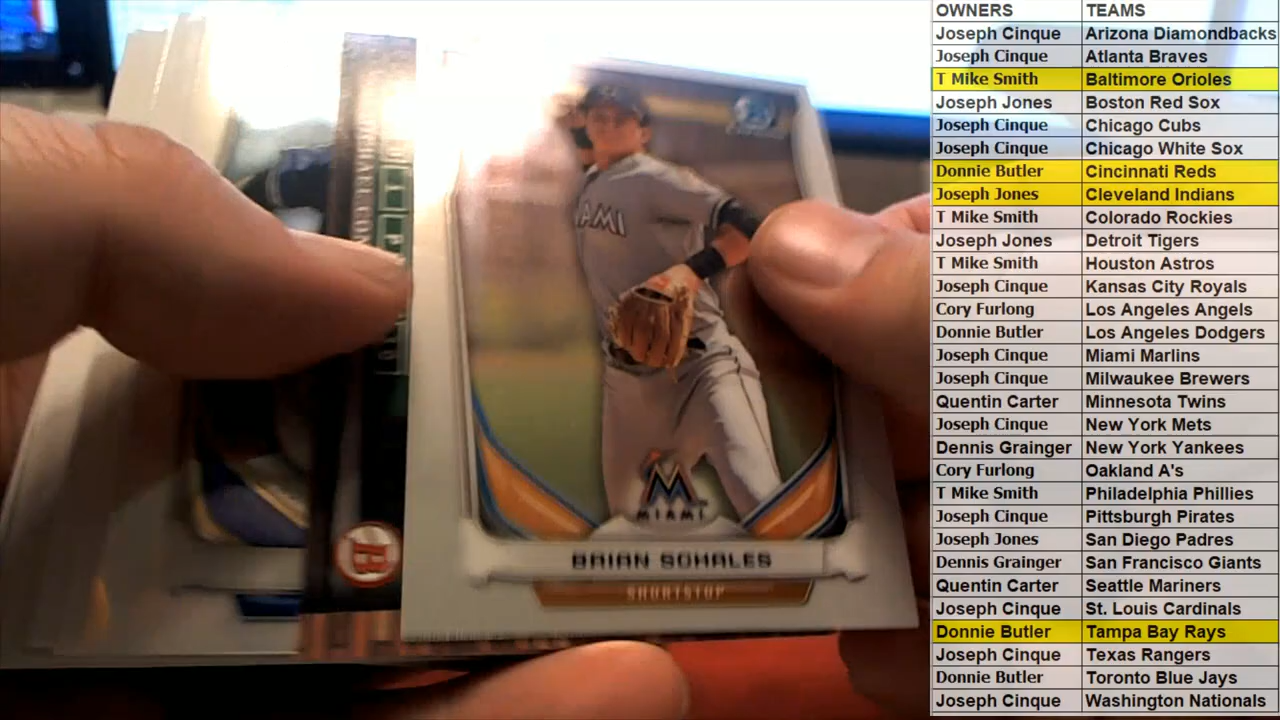 OWNERS TEAMS
Joseph Cinque Arizona Diamondbacks
Joseph Cinque Atlanta Braves
T Mike Smith Baltimore Orioles
Joseph Jones Boston Red Sox
Joseph Cinque Chicago Cubs
Joseph Cinque Chicago White Sox
Donnie Butler Cincinnati Reds
Joseph Jones Cleveland Indians
T Mike Smith Colorado Rockies
Joseph Jones Detroit Tigers
T Mike Smith Houston Astros
Joseph Cinque Kansas City Royals
Cory Furlong Los Angeles Angels
Donnie Butler Los Angeles Dodgers
Joseph Cinque Miami Marlins
Joseph Cinque Milwaukee Brewers
Quentin Carter Minnesota Twins
Joseph Cinque New York Mets
Dennis Grainger New York Yankees
Cory Furlong Oakland A's
T Mike Smith Philadelphia Phillies
Joseph Cinque Pittsburgh Pirates
Joseph Jones San Diego Padres
Dennis Grainger San Francisco Giants
Quentin Carter Seattle Mariners
Joseph Cinque St. Louis Cardinals
Donnie Butler Tampa Bay Rays
Joseph Cinque Texas Rangers
Donnie Butler Toronto Blue Jays
Joseph Cinque Washington Nationals
AMI
MIAMI
BRIAN SCHALES
SHORTSTOP
B